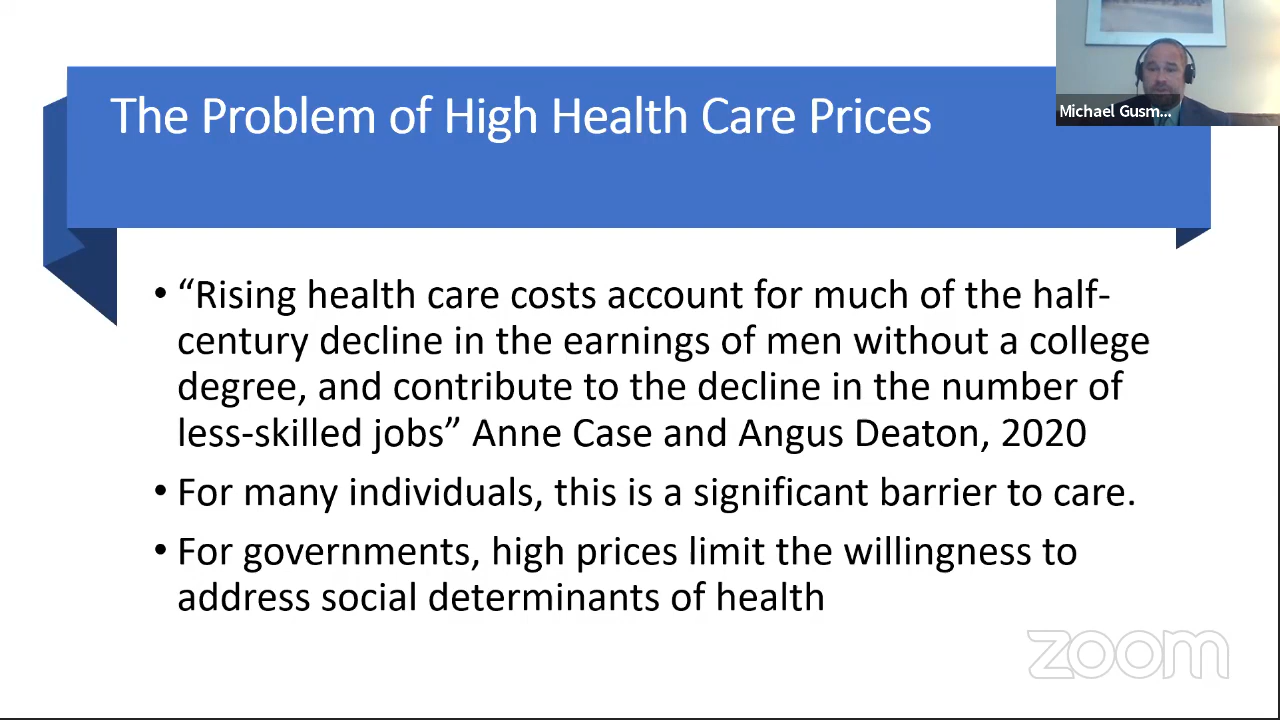 The Problem of High Health Care Prices
Michael Gusm...
• “Rising health care costs account for much of the half-
century decline in the earnings of men without a college
degree, and contribute to the decline in the number of
less-skilled jobs” Anne Case and Angus Deaton, 2020
• For many individuals, this is a significant barrier to care.
• For governments, high prices limit the willingness to
address social determinants of health
zoom